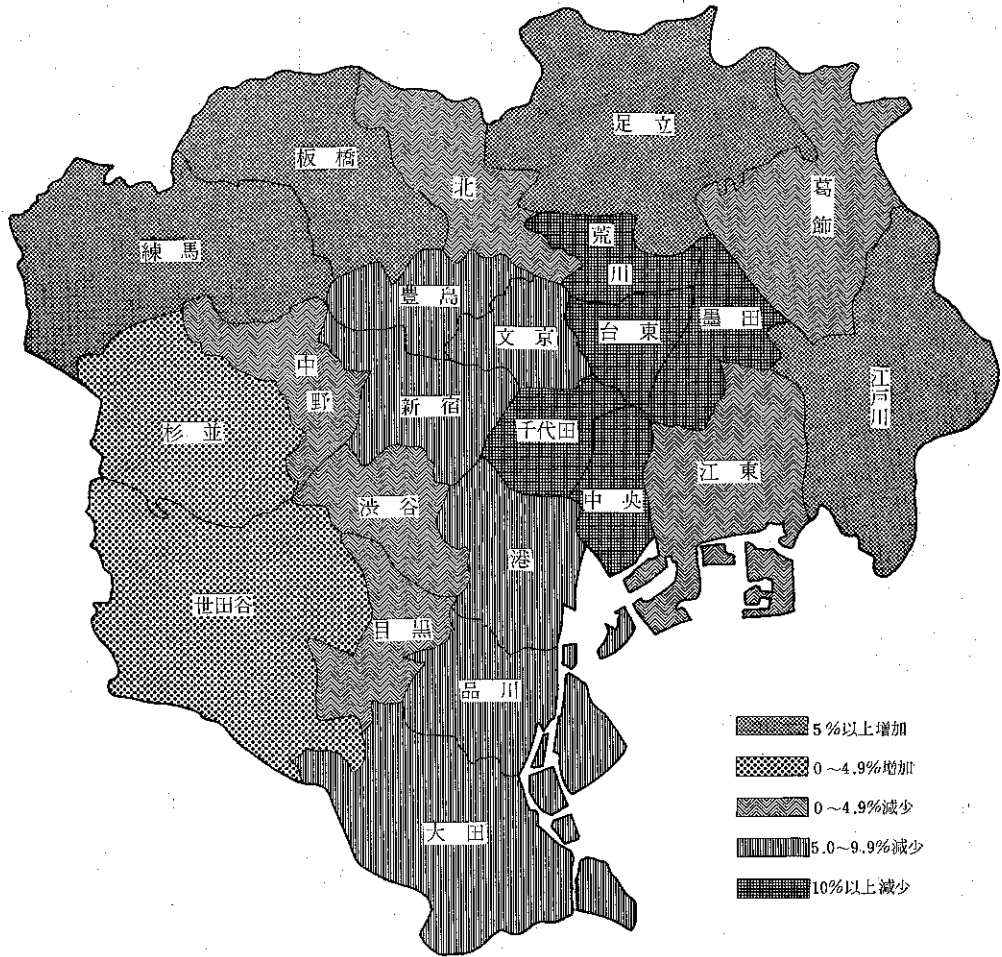 足立
板橋
北
葛飾
荒川
練馬
豊島
墨田
文京
台東
中野
江戸川
新宿
千代田
杉並
江東
中央
渋谷
港
世田谷
目黒
品川
大田
5%以上増加
0～4.9%増加
0～4.9%減少
5.0～9.9%減少
10%以上減少